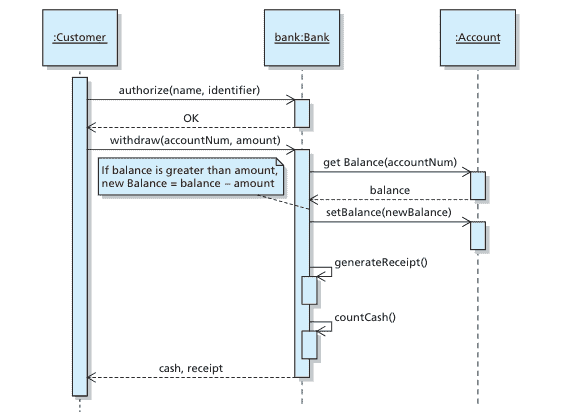 :Customer
bank:Bank
:Account
authorize(name, identifier)
OK
withdraw(accountNum, amount)
If balance is greater than amount,
new Balance = balance – amount
get Balance(accountNum)
balance
setBalance(newBalance)
generateReceipt()
countCash()
cash, receipt